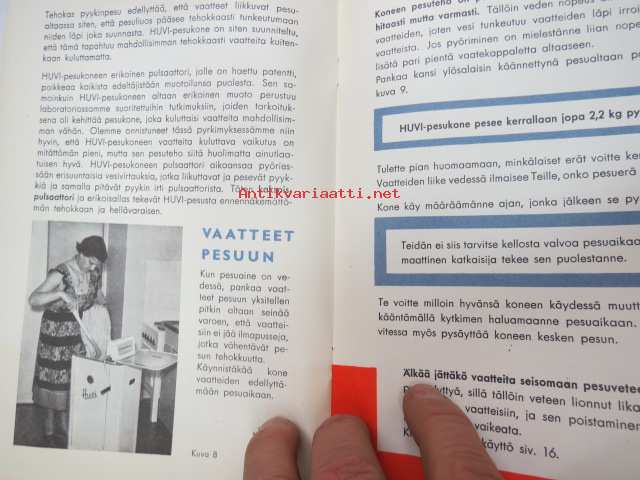 Tehokas pyykinpesu edellyttää, että vaatteet liikkuvat pesu-
altaassa siten, että pesuliuos pääsee tehokkaasti tunkeutumaan
niiden läpi joka suunnasta. HUVI-pesukone on siten suunniteltu,
että tämä tapahtuu mahdollisimman tehokkaasti vaatteita kuiten-
kaan kuluttamatta.
HUVI-pesukoneen erikoinen pulsaattori, jolle on haettu patentti,
poikkeaa kaikista edeltäjistään muotoilunsa puolesta. Sen sa-
moinkuin HUVI-pesukoneen altaan erikoinen muoto perustuu
laboratoriossamme suoritettuihin tutkimuksiin, joiden tarkoituk-
sena oli kehittää pesukone, joka kuluttaisi vaatteita mahdollisim-
man vähän. Olemme onnistuneet tässä pyrkimyksessämme niin
hyvin, että HUVI-pesukoneen vaatteita kuluttava vaikutus on
mitättömän pieni, mutta sen pesuteho siitä huolimatta ainutlaa-
tuisen hyvä. HUVI-pesukoneen pulsaattori aikaansaa pyöries-
sään erisuuntaisia vesivirtauksia, jotka liikuttavat ja pesevät pyyk-
kiä ja samalla pitävät pyykin irti pulsaattorista.
pulsaattori ja erikoisallas tekevät HUVI-pesusta ennennäkemättö-
män tehokkaan ja hellävaraisen.
Antikvariaatti.net
VAATTEET
PESUUN
Kun pesuaine on ve-
dessä, pankaa vaat-
teet pesuun yksitellen
pitkin altaan seinää
varoen, että vaattei-
siin ei jää ilmapusseja,
jotka vähentävät pe-
sun tehokkuutta.
Käynnistäkää kone
vaatteiden edellyttä-
mään pesuaikaan.
Huvi
Kuva 8
Koneen pesuteho on
hitaasti mutta varmasti. Tällöin veden nopeus
vaatteiden, joten vesi tunkeutuu vaatteiden läpi
vaatteista. Jos pyöriminen on mielestänne liian
lisätä pari pientä vaatekappaletta altaaseen.
Pankaa kansi ylösalaisin käännettynä pesualtaan
kuva 9.
HUVI-pesukone pesee kerrallaan jopa 2,2 kg
Tulette pian huomaamaan, minkälaiset erät voitte
Vaatteiden liike vedessä ilmaisee Teille, onko pesuerä
Kone käy määräämänne ajan, jonka jälkeen se
Teidän ei siis tarvitse kellosta valvoa pesuaikaa
maattinen katkaisija tekee sen puolestanne.
Te voitte milloin hyvänsä koneen käydessä
kääntämällä kytkimen haluamaanne pesuaikaan.
vitessa myös pysäyttää koneen kesken pesun.
Älkää jättäkö vaatteita seisomaan
sillä tällöin veteen liennut
vaatteisiin, ja sen poistaminen
vaikeata.
käyttö siv. 16.